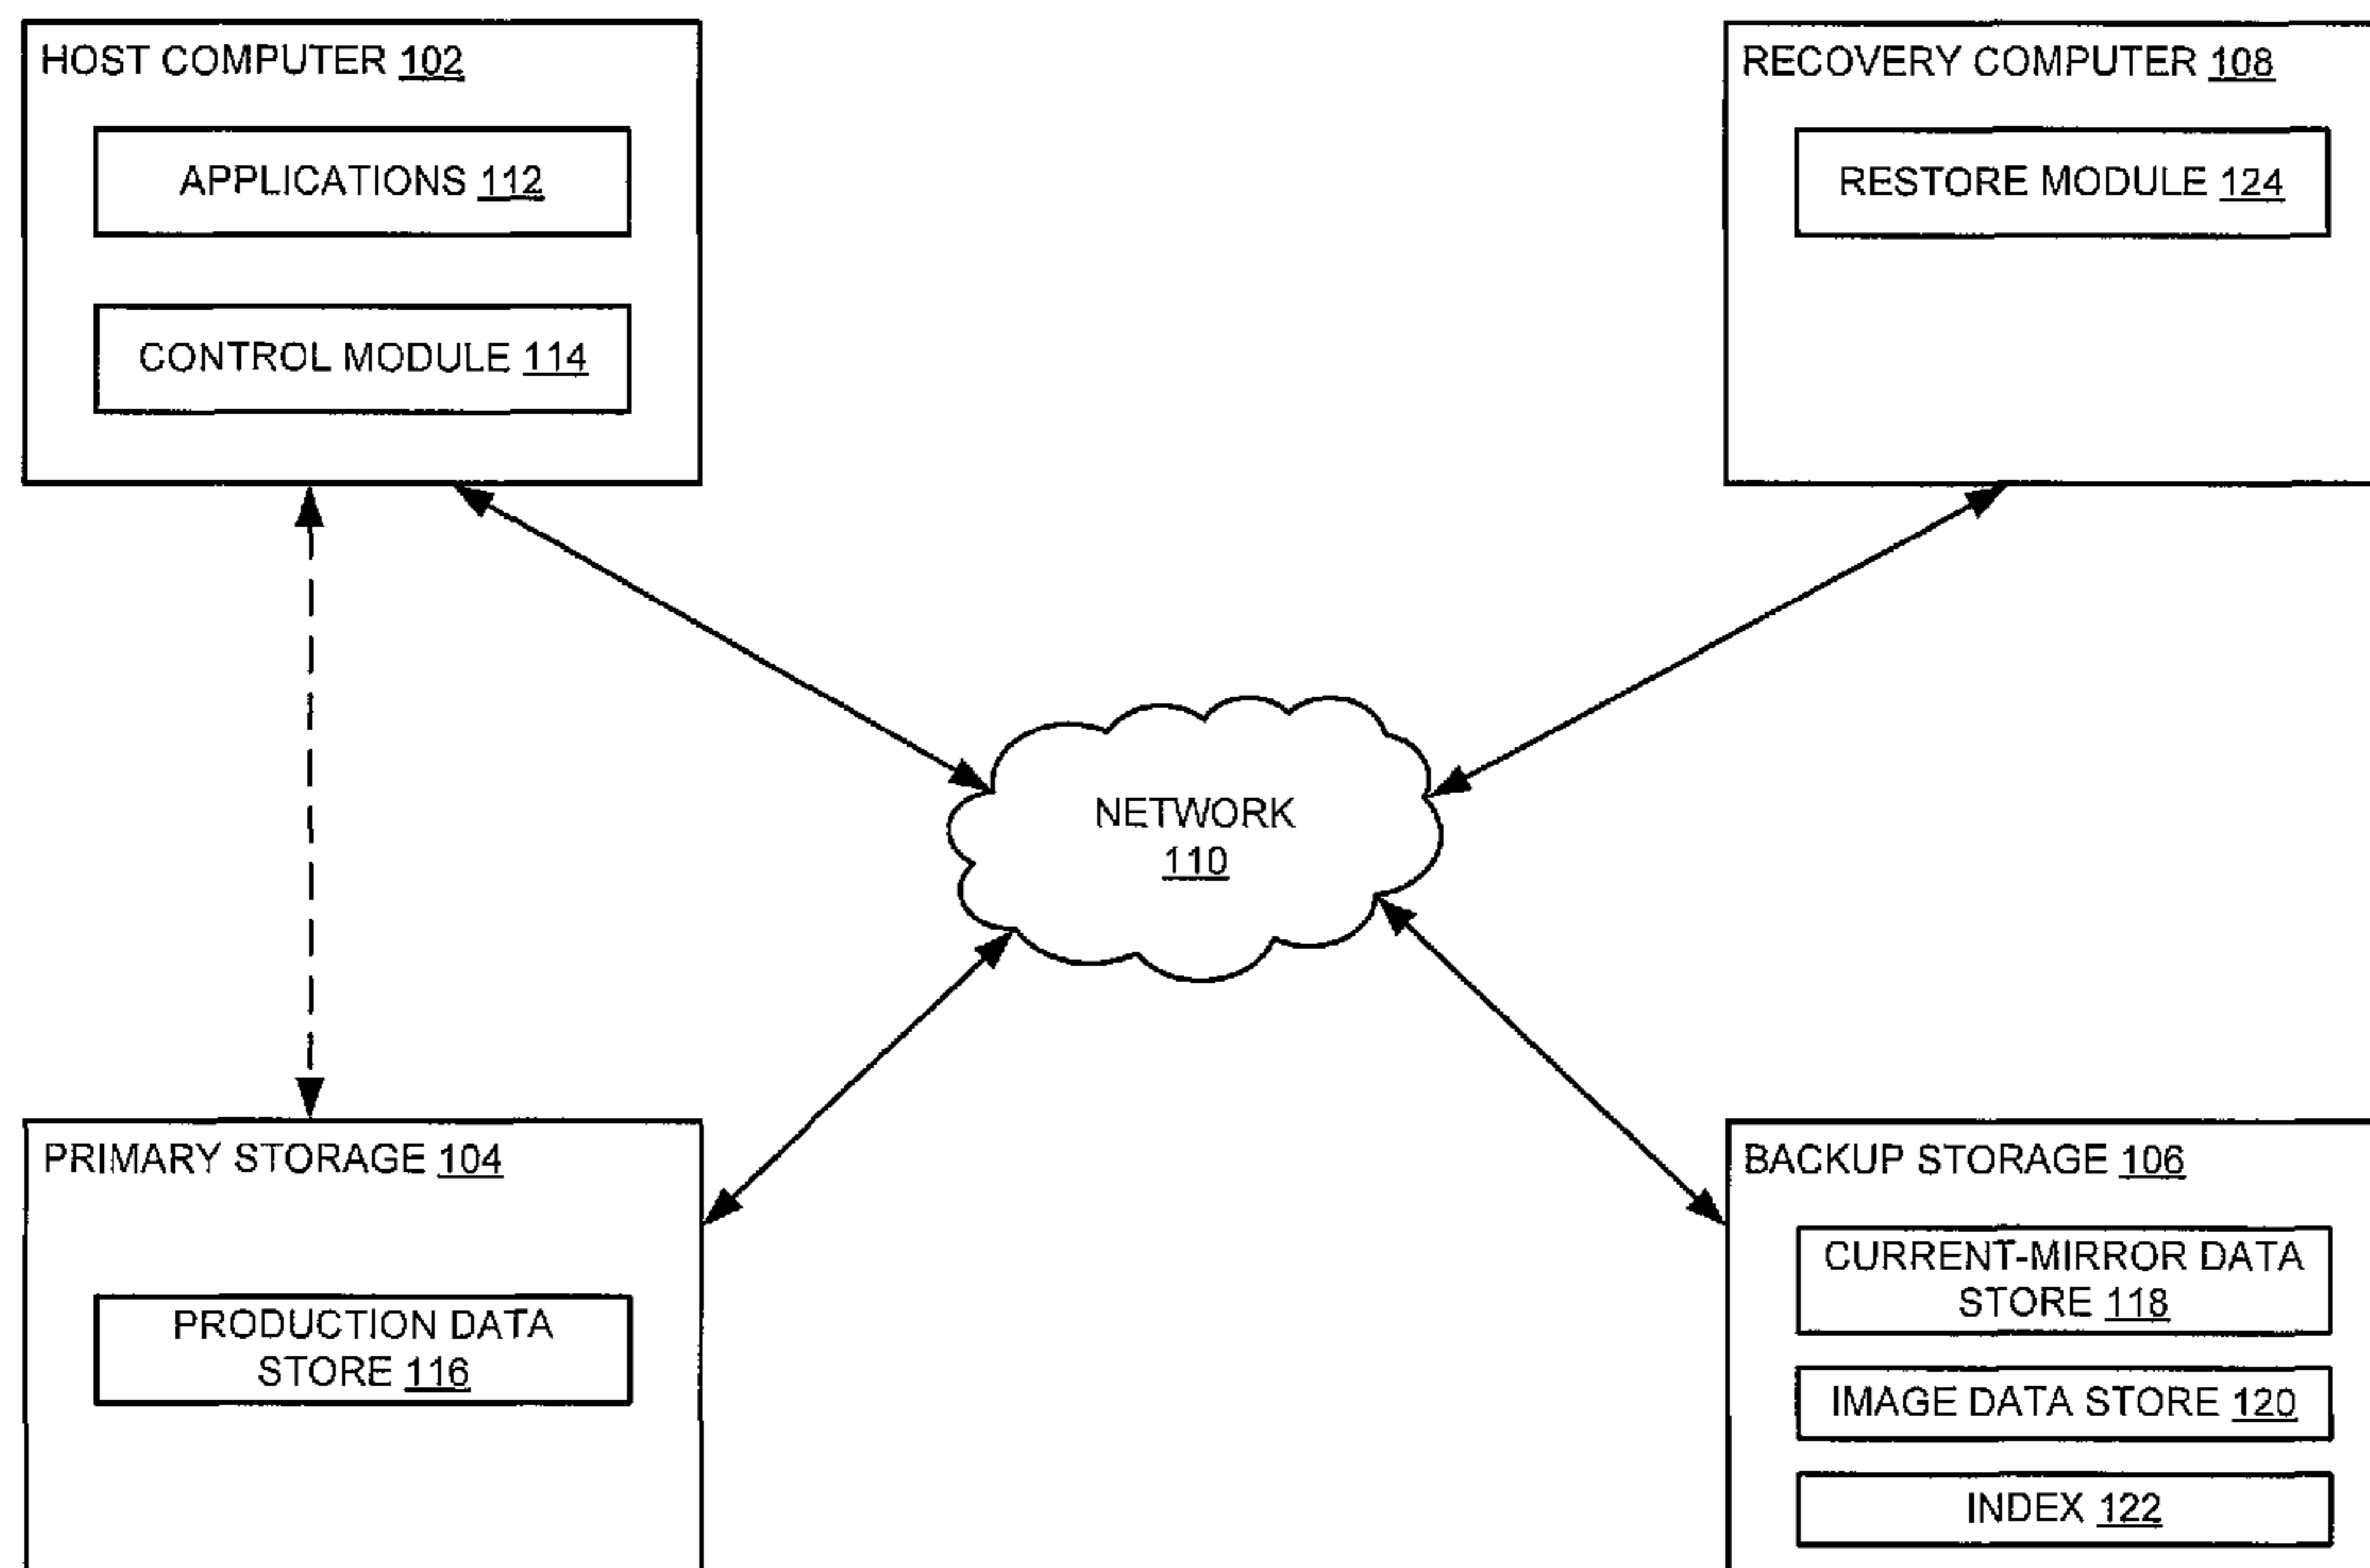 HOST COMPUTER 102
APPLICATIONS 112
CONTROL MODULE 114
RECOVERY COMPUTER 108
RESTORE MODULE 124
NETWORK
110
PRIMARY STORAGE 104
PRODUCTION DATA
STORE 116
BACKUP STORAGE 106
CURRENT-MIRROR DATA
STORE 118
IMAGE DATA STORE 120
INDEX 122